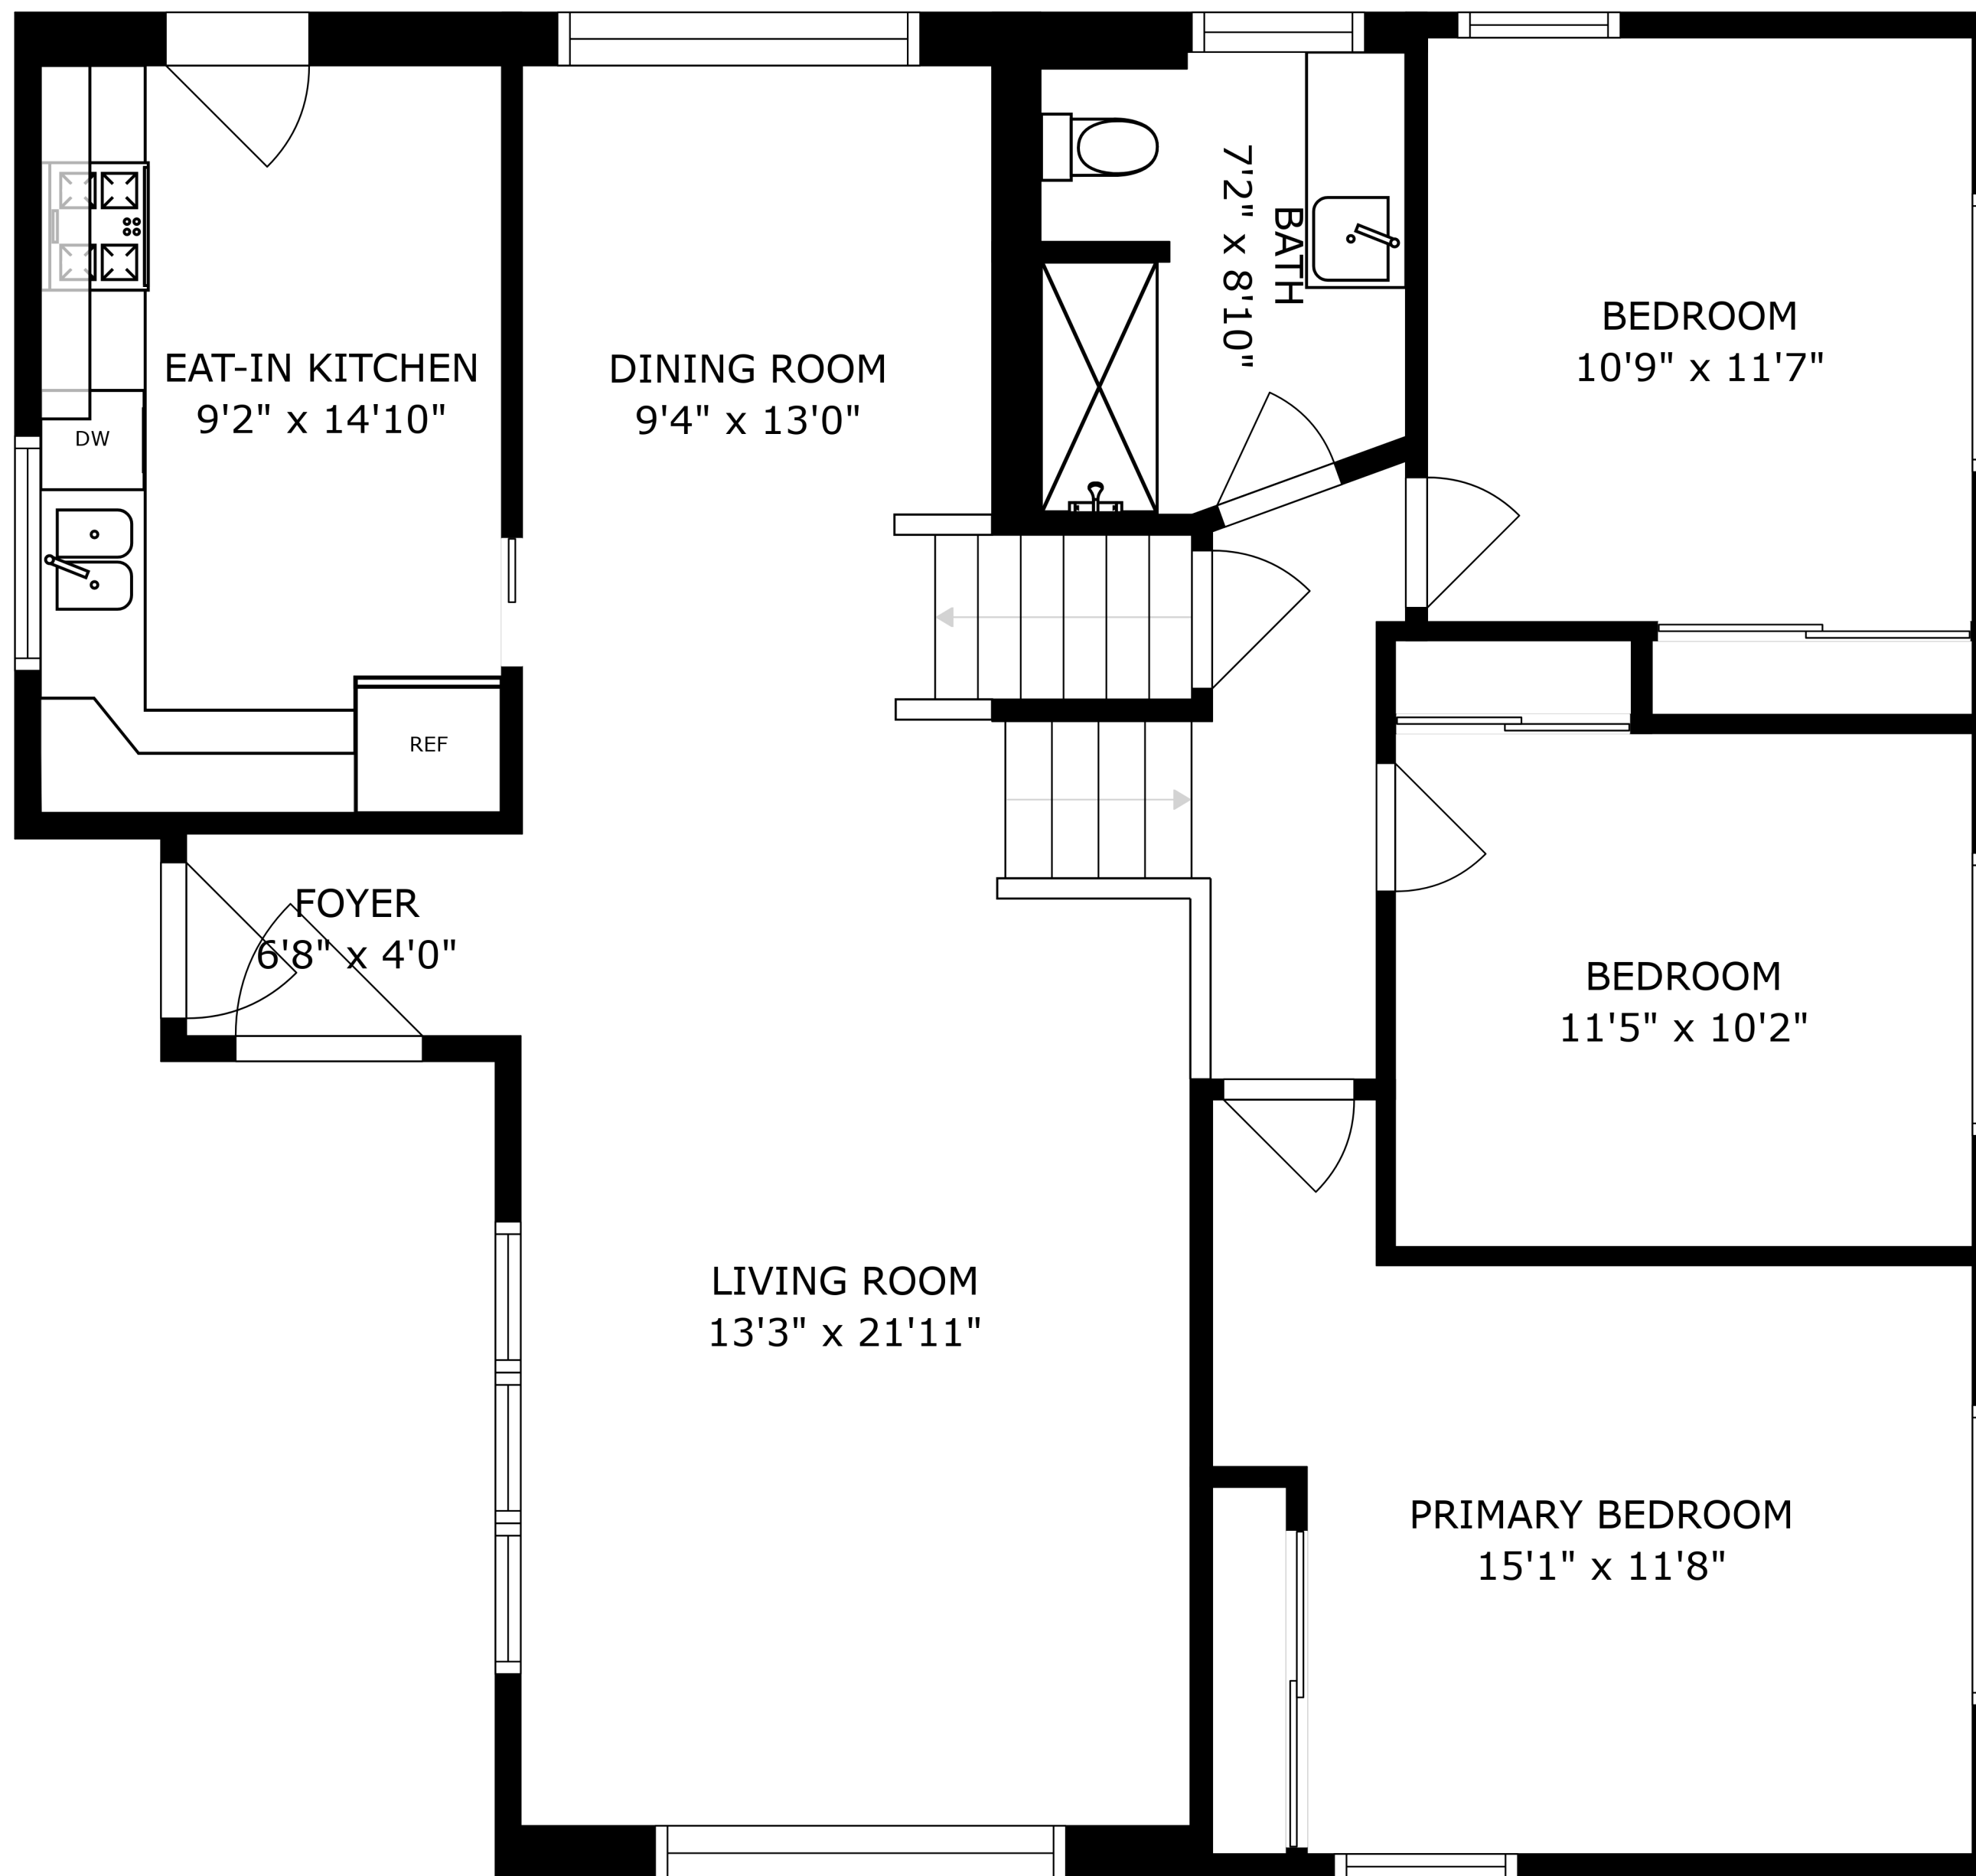 EAT-IN KITCHEN
9'2" x 14'10"
DINING ROOM
9'4" x 13'0"
BATH
7'2" x 8'10"
BEDROOM
10'9" x 11'7"
DW
REF
FOYER
6'8" x 4'0"
BEDROOM
11'5" x 10'2"
LIVING ROOM
13'3" x 21'11"
PRIMARY BEDROOM
15'1" x 11'8"